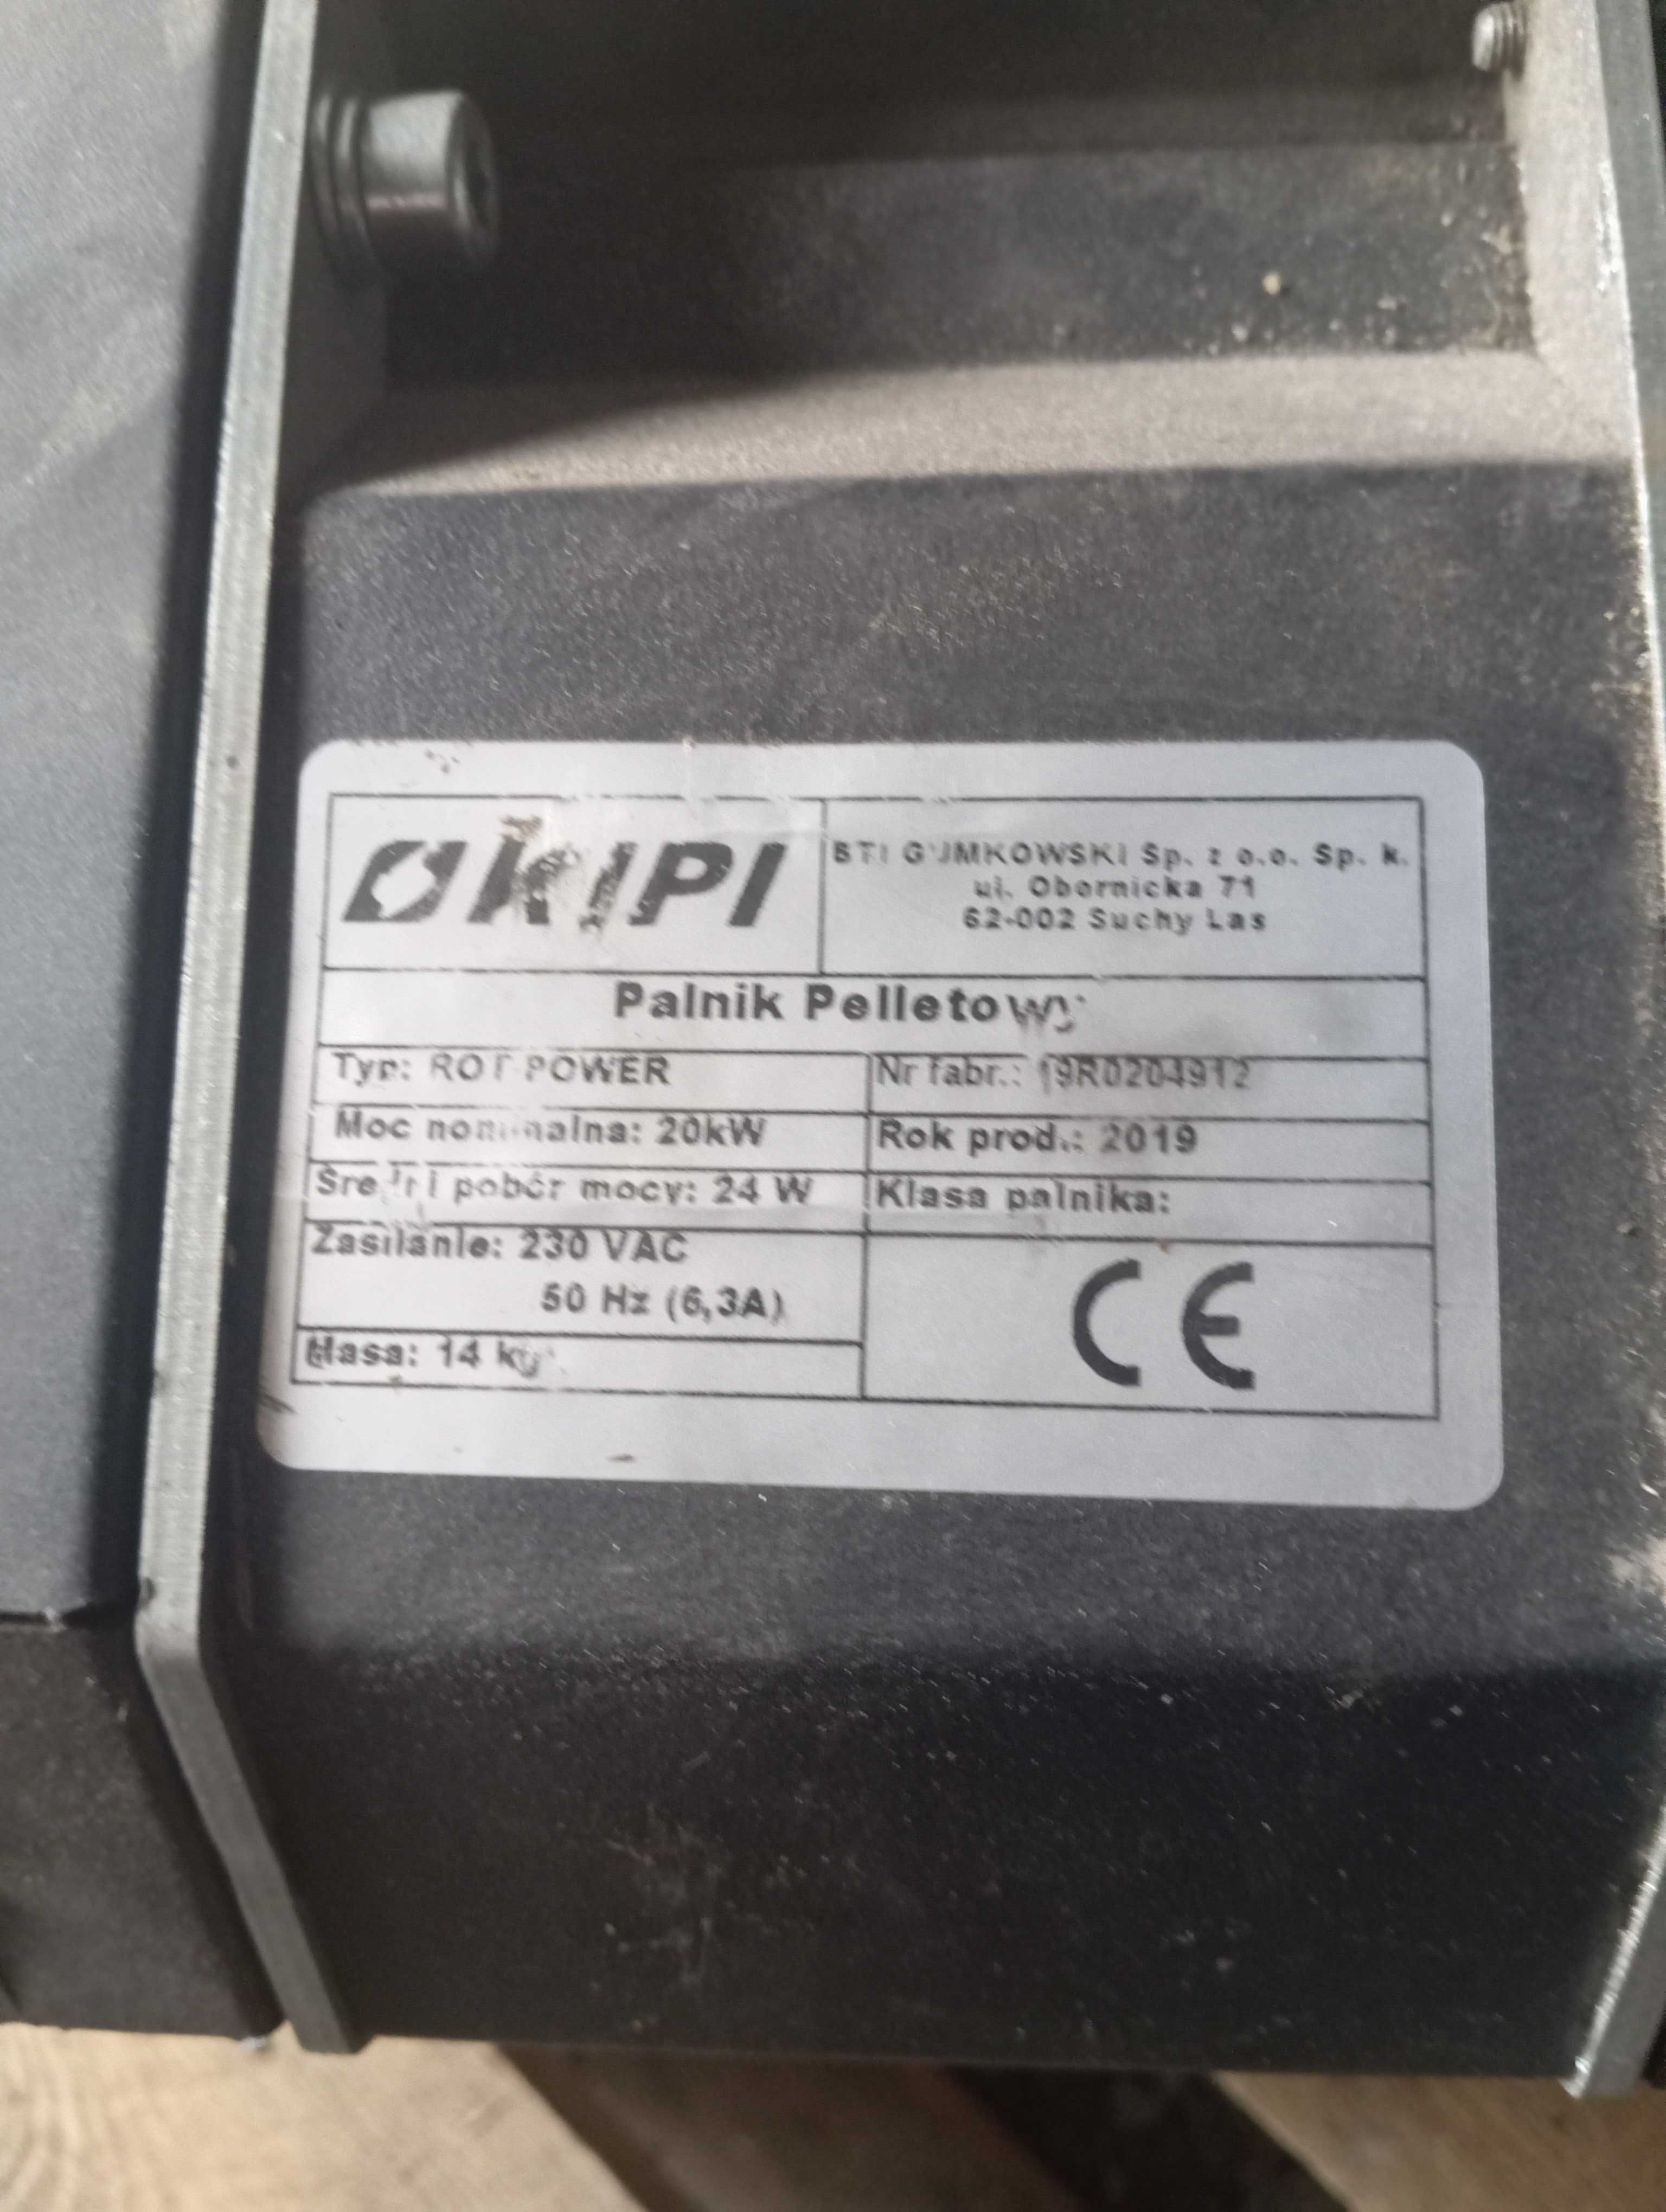 KIPI
BTI GUMKOWSKI Sp. z o.o. Sp. k.
ul. Obornicka 71
62-002 Suchy Las
Palnik Pelletowy
Typ: ROT POWER
Nr fabr.: 19R0204912
Moc nominalna: 20kW
Rok prod.: 2019
Średni pobór mocy: 24 W
Klasa palnika:
Zasilanie: 230 VAC
50 Hz (6,3A)
CE
Masa: 14 kg